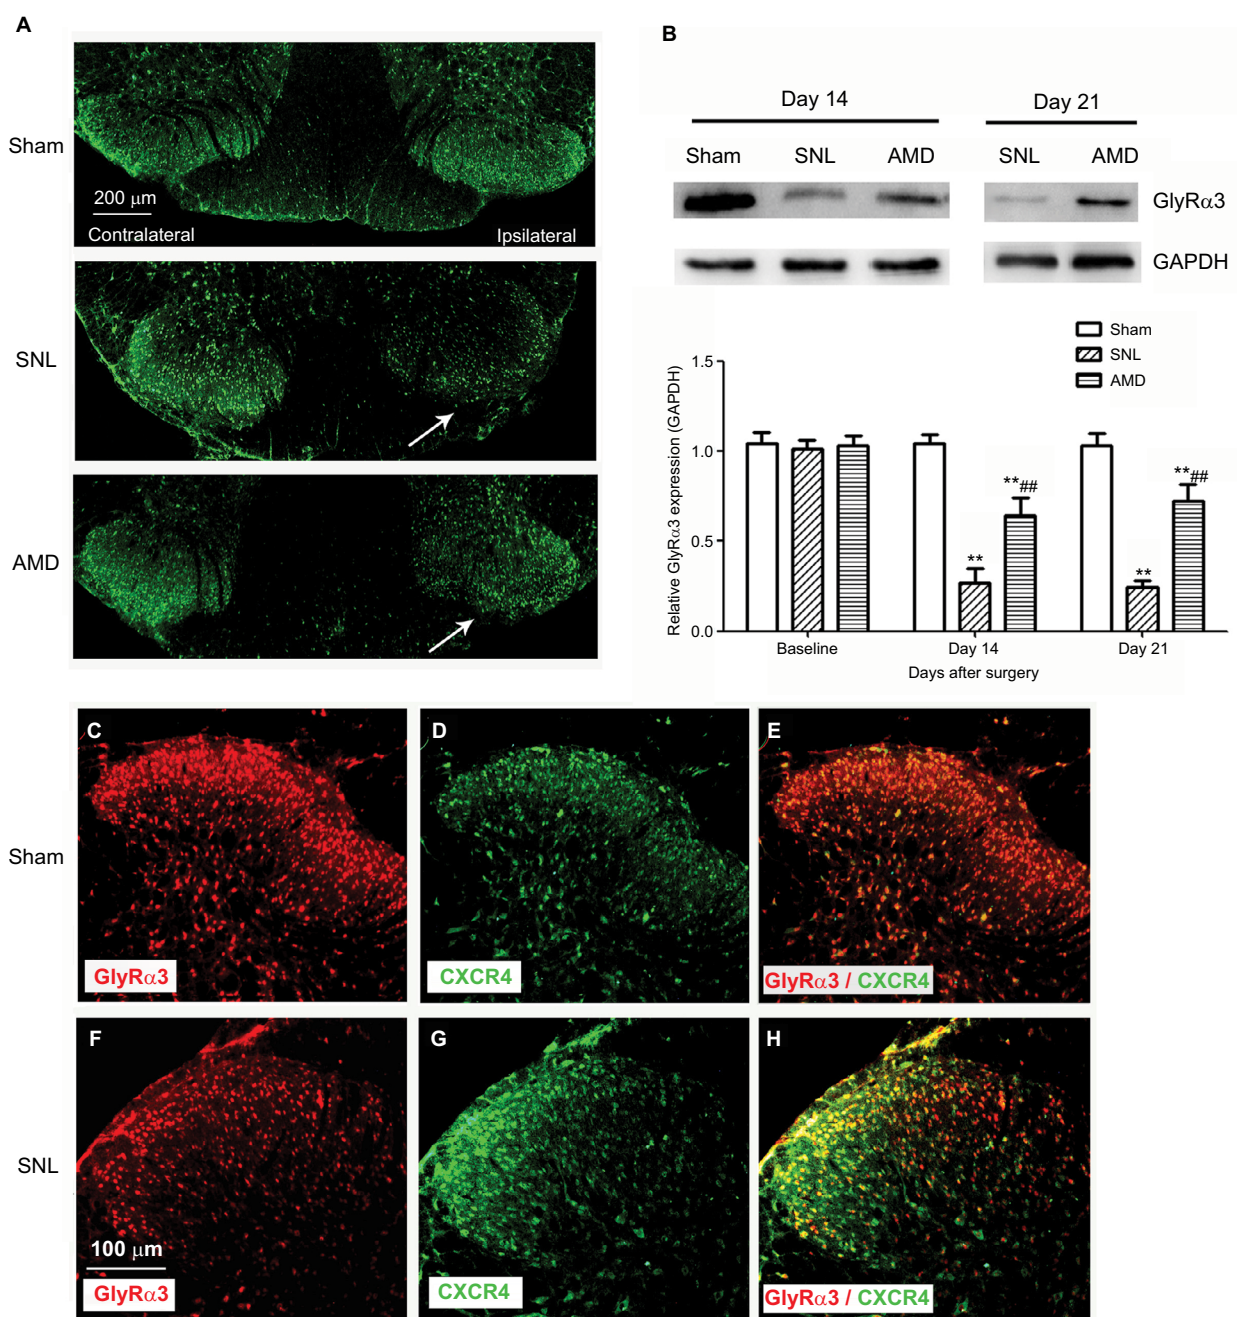 A
Sham
200 µm
Contralateral
Ipsilateral
SNL
AMD
B
Day 14
Day 21
Sham
SNL
AMD
SNL
AMD
GlyRα3
GAPDH
Sham
SNL
AMD
Relative GlyRα3 expression (GAPDH)
1.5
1.0
0.5
0.0
**
**##
**
**##
Baseline
Day 14
Day 21
Days after surgery
C
D
E
Sham
GlyRα3
CXCR4
GlyRα3 / CXCR4
F
G
H
SNL
100 µm
GlyRα3
CXCR4
GlyRα3 / CXCR4